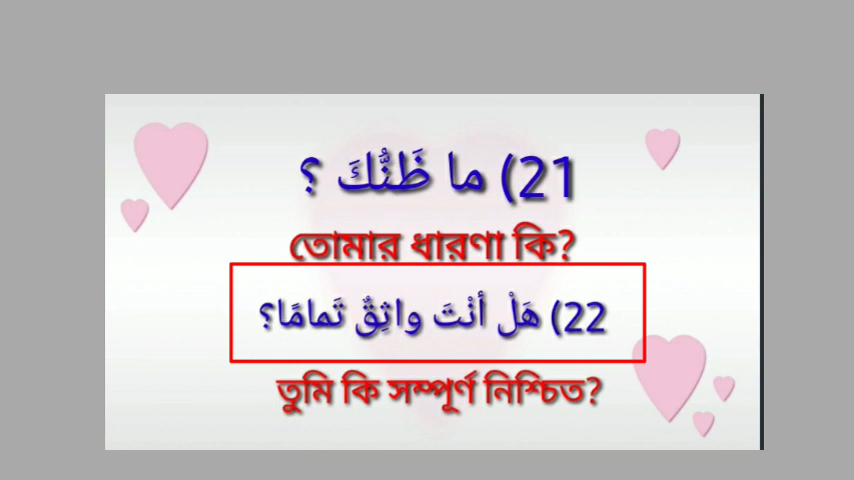 21) ما ظَنُّكَ ؟
তোমার ধারণা কি?
22) هَلْ أنْتَ واثِقٌ تَمامًا؟
তুমি কি সম্পূর্ণ নিশ্চিত?